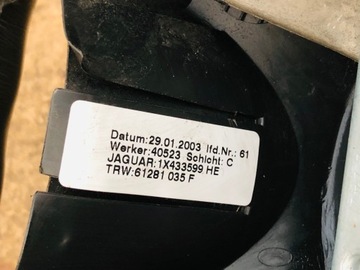 Datum:29.01.2003 lfd.Nr.: 61
Werker:40523 Schicht: C
JAGUAR:1X433599 HE
TRW:61281 035 F